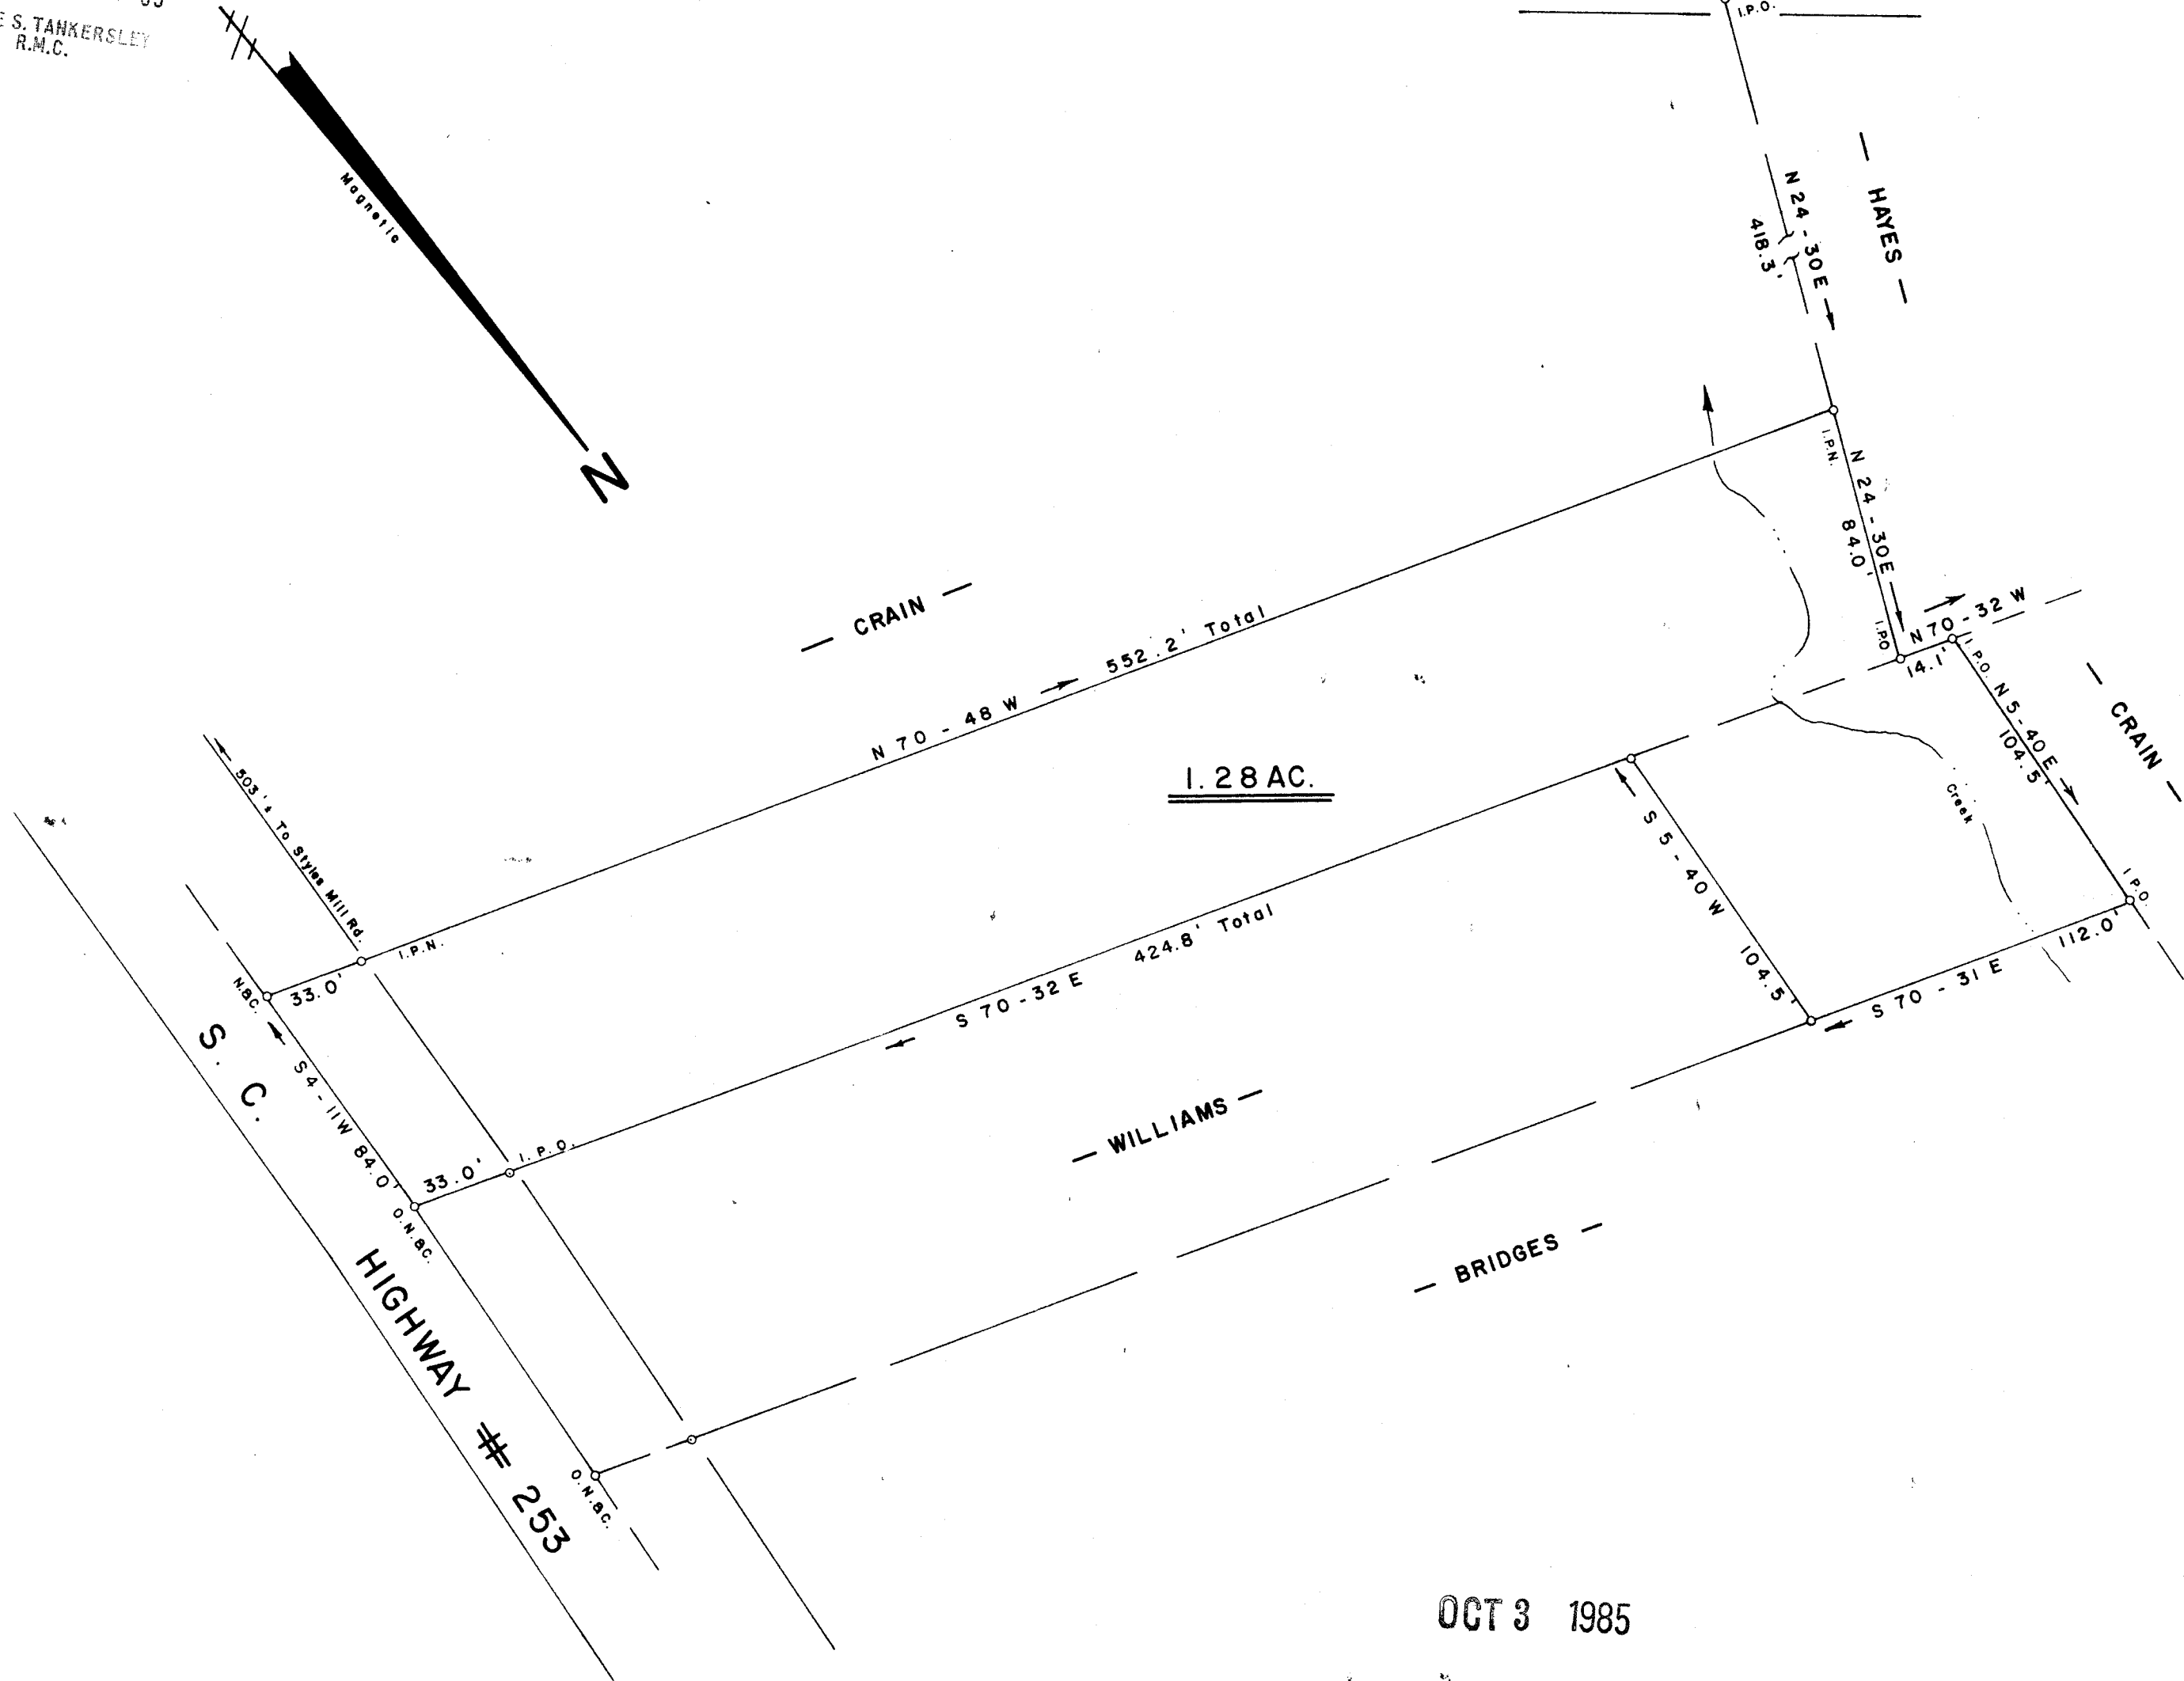 S. TANKERSLEY
R.M.C.
I.P.O.
Magnetic
N
— HAYES —
N 24 - 30 E
418.3'
I.P.N.
N 24 - 30 E
84.0'
I.P.O
N 70 - 32 W
14.1'
I.P.O.
N 5 - 40 E
104.5'
— CRAIN —
I.P.O.
— CRAIN —
N 70 - 48 W 552.2' Total
1.28 AC.
503'± To Styles Mill Rd.
I.P.N.
N.&C.
33.0'
S 4 - 11 W 84.0'
33.0'
I.P.O.
O.N.&C.
S 70 - 32 E 424.8' Total
S 5 - 40 W 104.5'
Creek
S 70 - 31 E 112.0'
— WILLIAMS —
— BRIDGES —
O.N.&C.
S. C. HIGHWAY # 253
OCT 3 1985